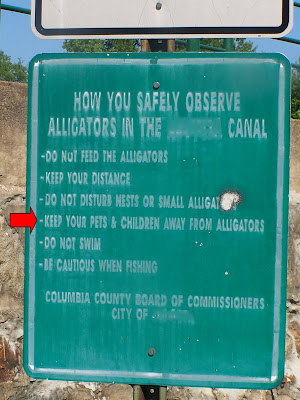 HOW YOU SAFELY OBSERVE
ALLIGATORS IN THE CANAL
-DO NOT FEED THE ALLIGATORS
-KEEP YOUR DISTANCE
-DO NOT DISTURB NESTS OR SMALL ALLIGAT
-KEEP YOUR PETS & CHILDREN AWAY FROM ALLIGATORS
-DO NOT SWIM
-BE CAUTIOUS WHEN FISHING
COLUMBIA COUNTY BOARD OF COMMISSIONERS
CITY OF